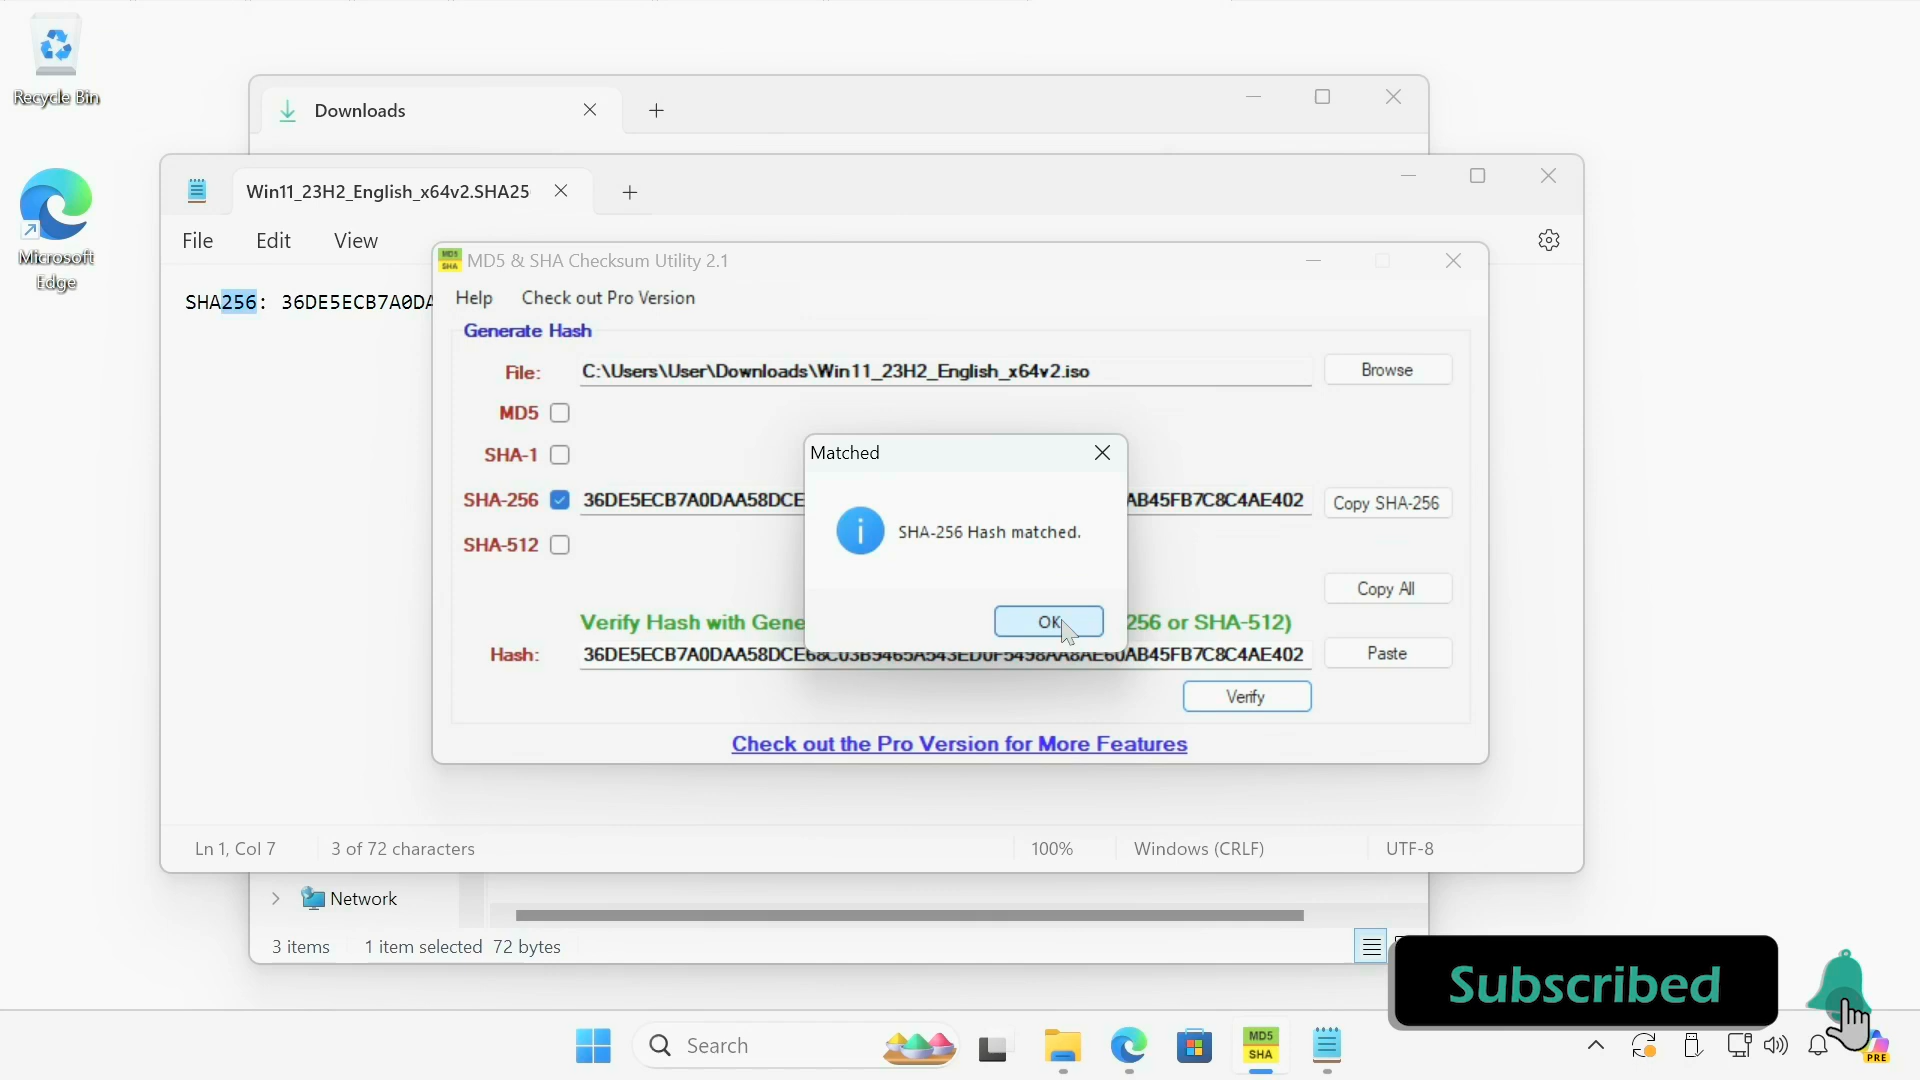 Recycle Bin
Microsoft
Edge
Downloads
Win11_23H2_English_x64v2.SHA25
File Edit View
SHA256: 36DE5ECB7A0DA
MD5 & SHA Checksum Utility 2.1
Help Check out Pro Version
Generate Hash
File: C:\Users\User\Downloads\Win11_23H2_English_x64v2.iso Browse
MD5
SHA-1
SHA-256 36DE5ECB7A0DAA58DCE AB45FB7C8C4AE402 Copy SHA-256
SHA-512
Matched
SHA-256 Hash matched.
OK
Copy All
Verify Hash with Gene 256 or SHA-512)
Hash: 36DE5ECB7A0DAA58DCE68C03B9465A543ED0F5498AA8AE60AB45FB7C8C4AE402 Paste
Verify
Check out the Pro Version for More Features
Ln 1, Col 7 3 of 72 characters 100% Windows (CRLF) UTF-8
Network
3 items 1 item selected 72 bytes
Subscribed
Search
MD5
SHA
PRE